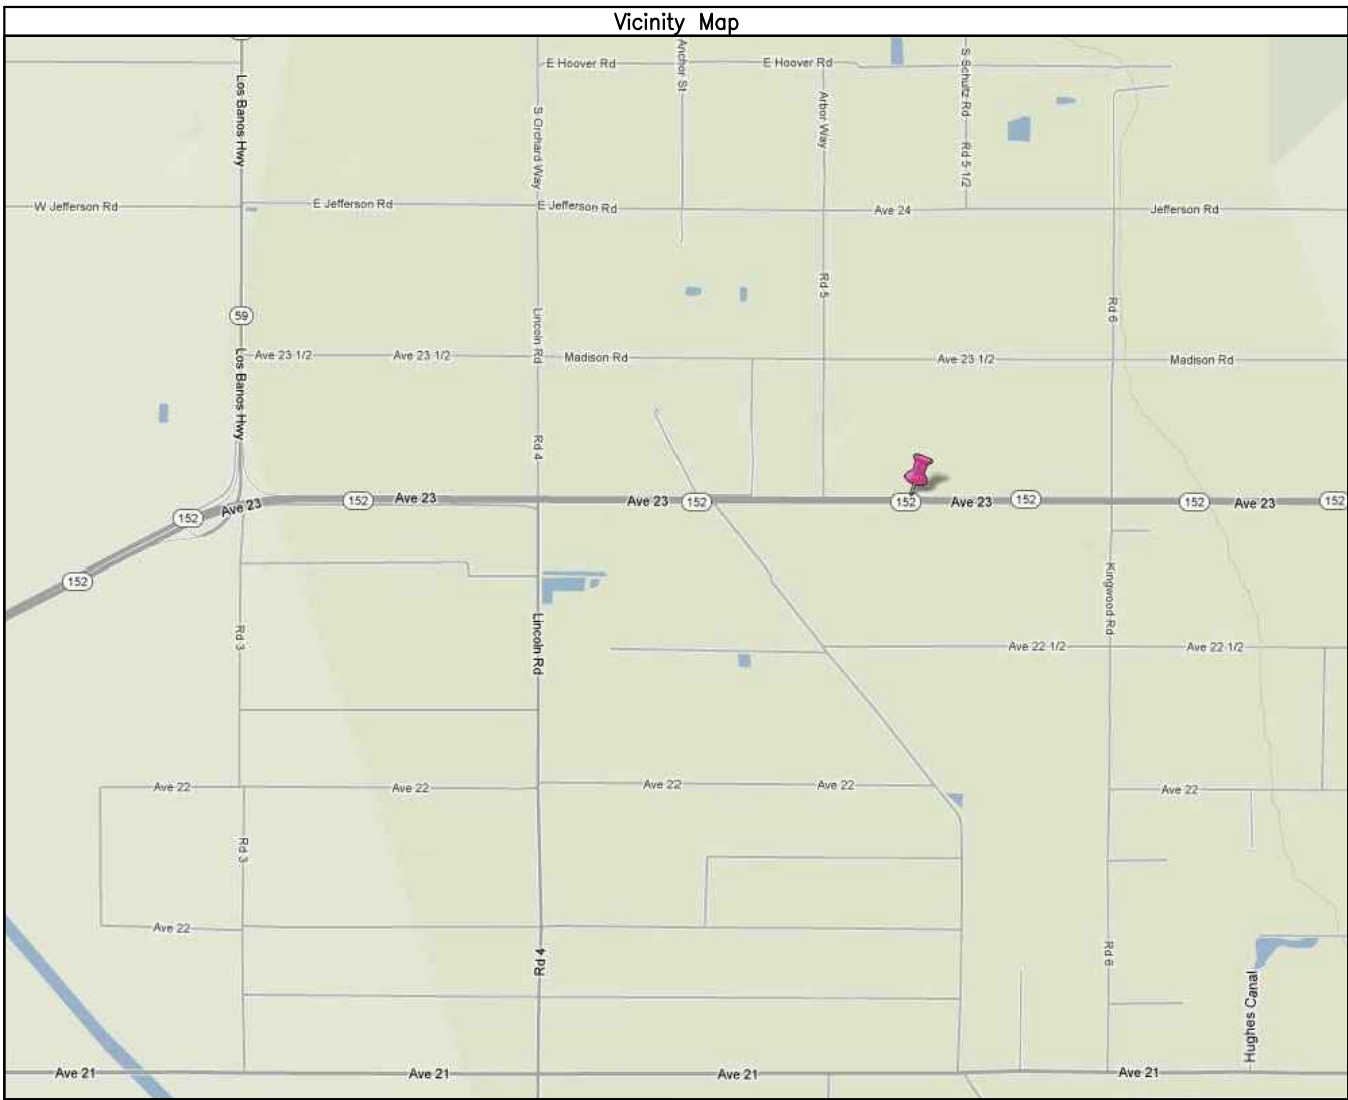 Vicinity Map
E Hoover Rd
E Hoover Rd
Anchor St
S Schultz Rd
Los Banos Hwy
S Orchard Way
Arbor Way
Rd 5-1/2
W Jefferson Rd
E Jefferson Rd
E Jefferson Rd
Ave 24
Jefferson Rd
Rd 5
59
Lincoln Rd
Rd 6
Los Banos Hwy
Ave 23 1/2
Ave 23 1/2
Madison Rd
Ave 23 1/2
Madison Rd
Rd 4
152
Ave 23
152
Ave 23
Ave 23
152
152
Ave 23
152
152
Ave 23
152
152
Kingwood Rd
Rd 3
Lincoln Rd
Ave 22 1/2
Ave 22 1/2
Ave 22
Ave 22
Ave 22
Ave 22
Ave 22
Rd 3
Ave 22
Rd 4
Rd 6
Hughes Canal
Ave 21
Ave 21
Ave 21
Ave 21